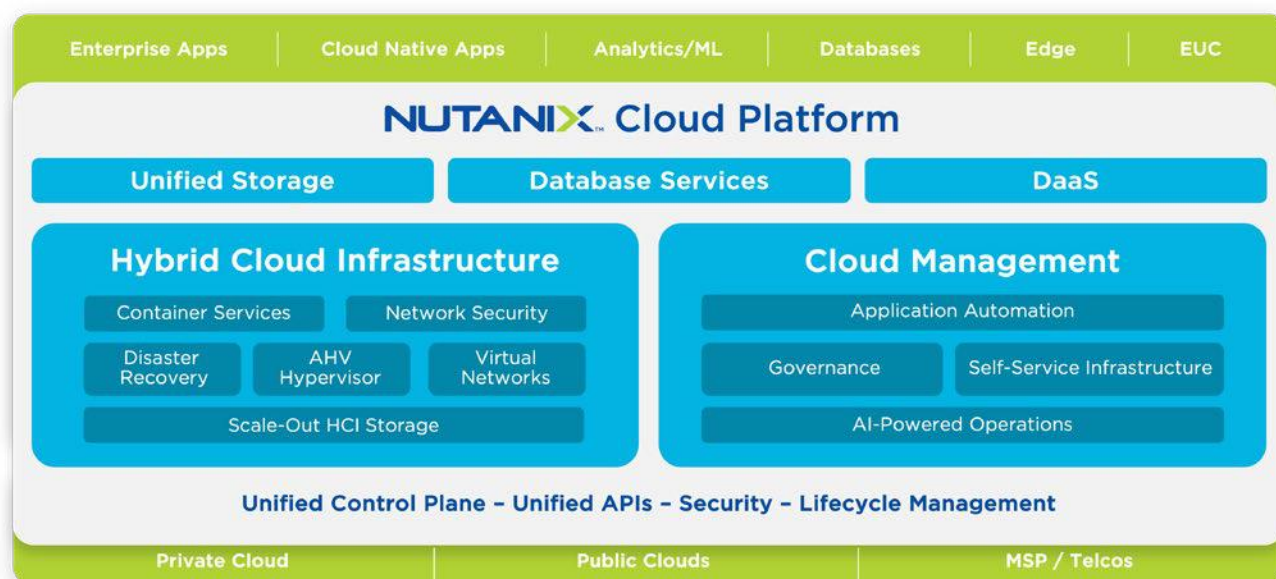 Enterprise Apps
Cloud Native Apps
Analytics/ML
Databases
Edge
EUC
NUTANIX™ Cloud Platform
Unified Storage
Database Services
DaaS
Hybrid Cloud Infrastructure
Container Services
Network Security
Disaster
Recovery
AHV
Hypervisor
Virtual
Networks
Scale-Out HCI Storage
Cloud Management
Application Automation
Governance
Self-Service Infrastructure
AI-Powered Operations
Unified Control Plane – Unified APIs – Security – Lifecycle Management
Private Cloud
Public Clouds
MSP / Telcos